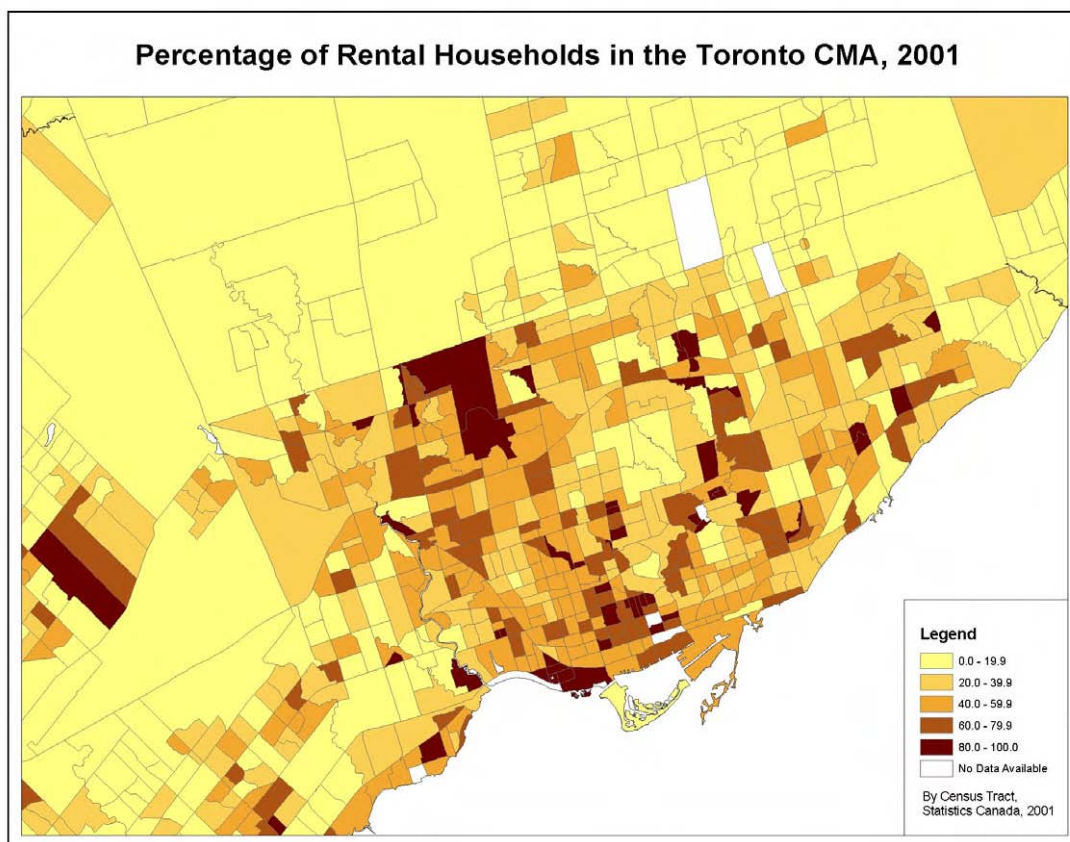 Percentage of Rental Households in the Toronto CMA, 2001
Legend
0.0 - 19.9
20.0 - 39.9
40.0 - 59.9
60.0 - 79.9
80.0 - 100.0
No Data Available
By Census Tract,
Statistics Canada, 2001